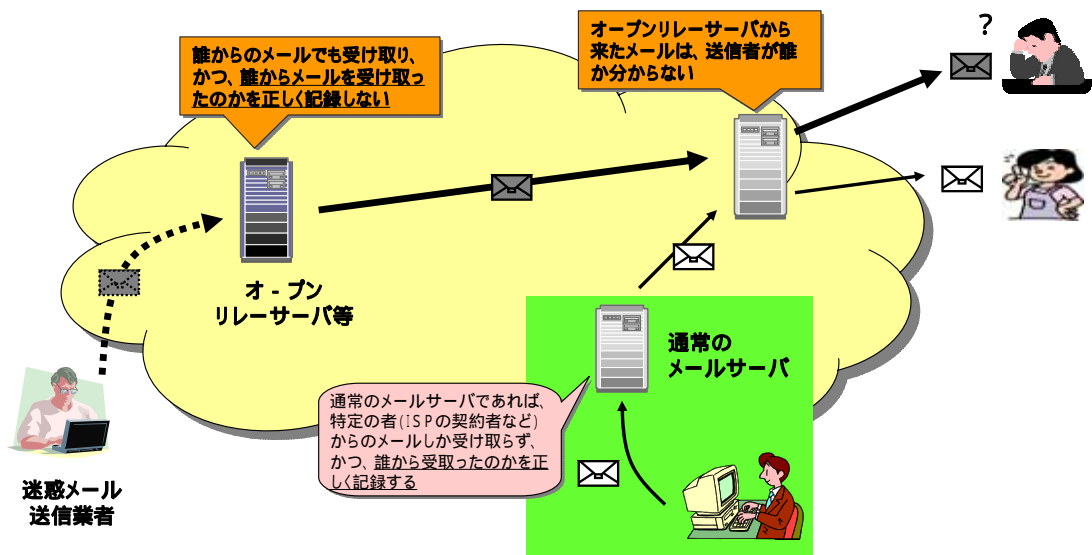 誰からのメールでも受け取り、
かつ、誰からメールを受け取っ
たのかを正しく記録しない
オープンリレーサーバから
来たメールは、送信者が誰
か分からない
?
オ-プン
リレーサーバ等
通常の
メールサーバ
通常のメールサーバであれば、
特定の者(ISPの契約者など)
からのメールしか受け取らず、
かつ、誰から受取ったのかを正
しく記録する
迷惑メール
送信業者